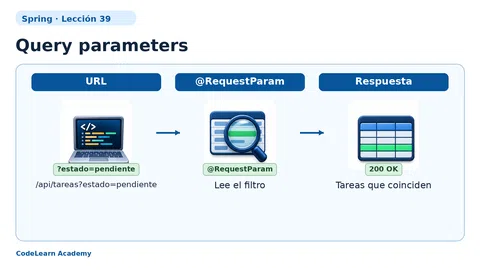 Spring · Lección 39
Query parameters
URL
@RequestParam
Respuesta
</>
?estado=pendiente
@RequestParam
200 OK
/api/tareas?estado=pendiente
Lee el filtro
Tareas que coinciden
CodeLearn Academy